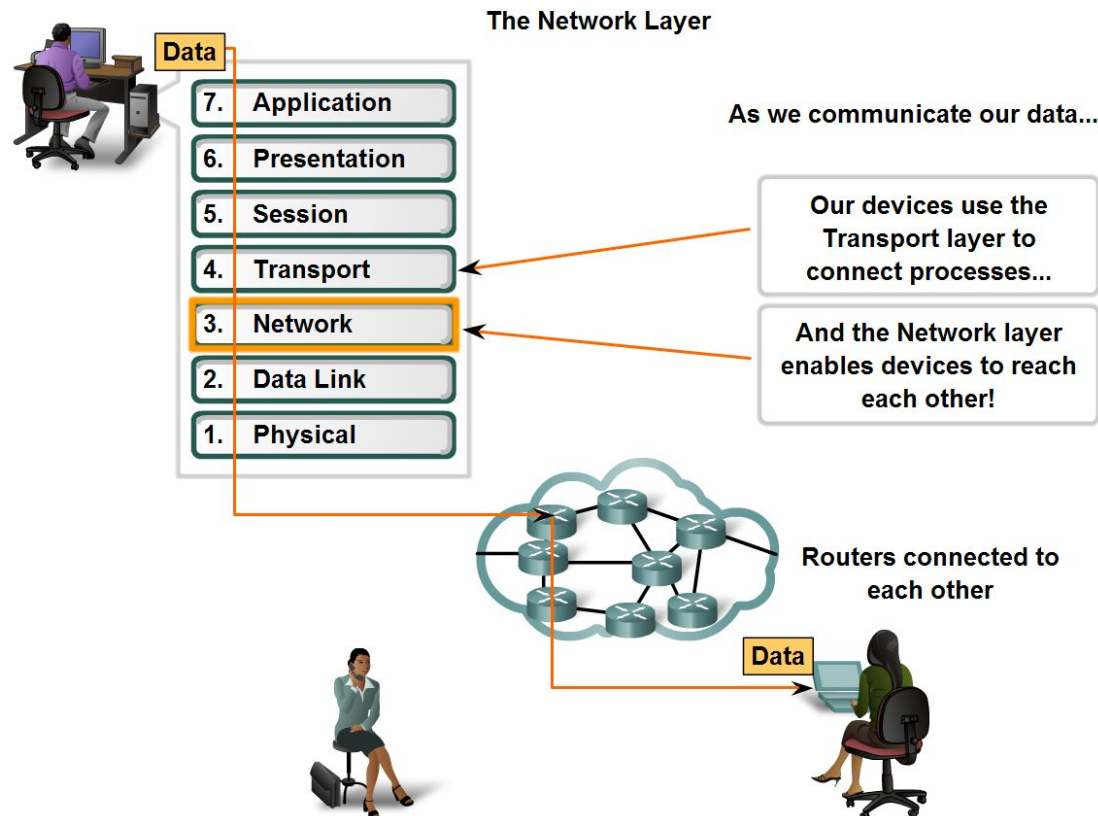 The Network Layer
Data
7. Application
6. Presentation
5. Session
4. Transport
3. Network
2. Data Link
1. Physical
As we communicate our data...
Our devices use the
Transport layer to
connect processes...
And the Network layer
enables devices to reach
each other!
Routers connected to
each other
Data